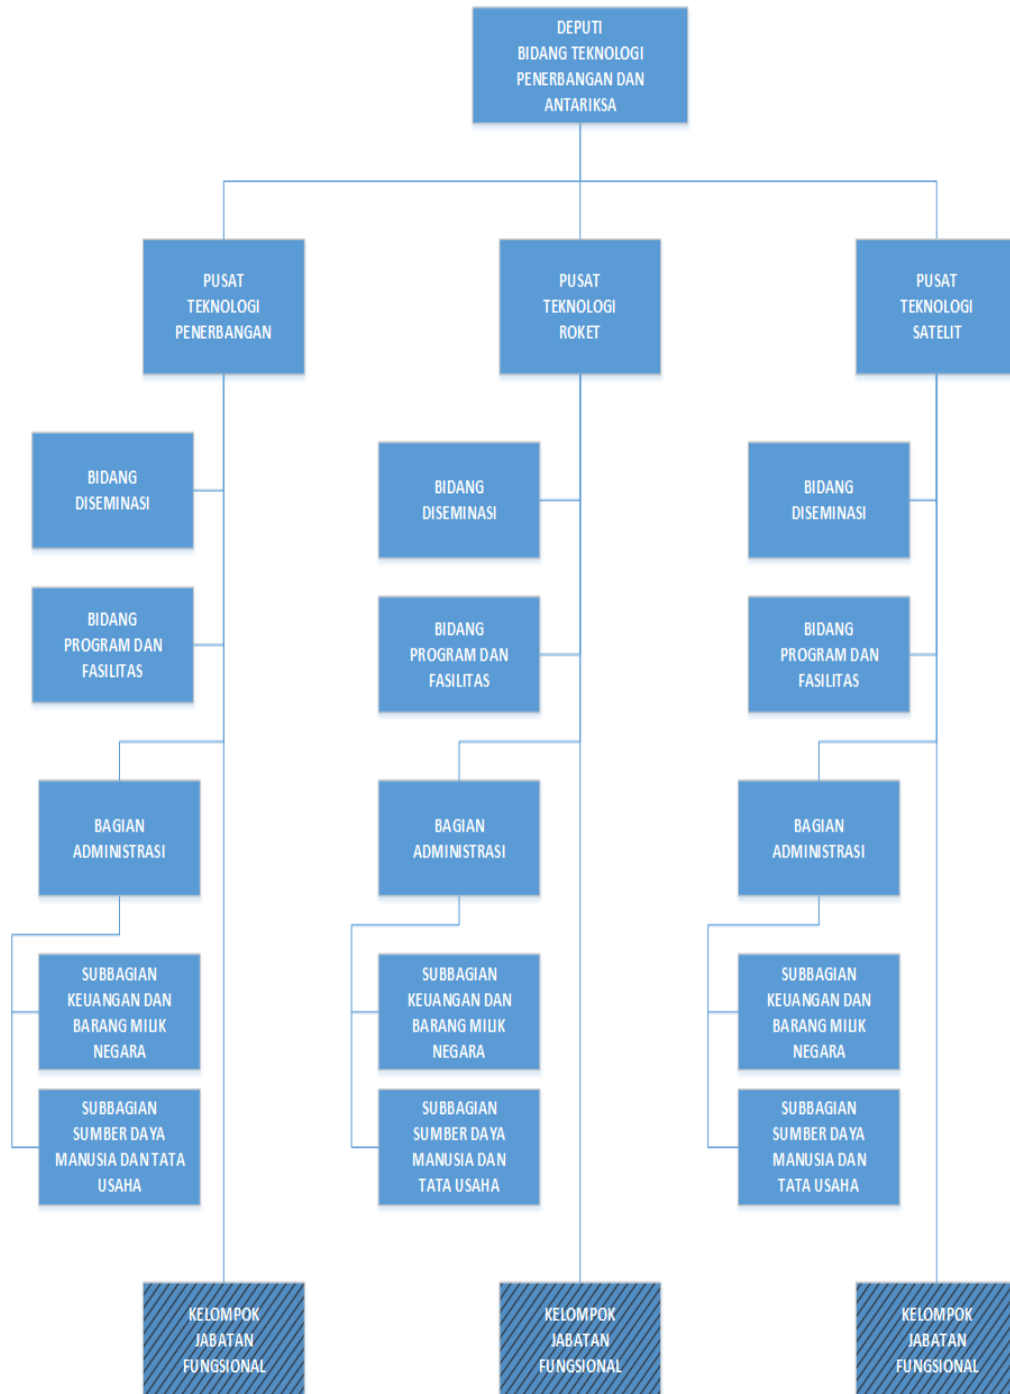 DEPUTI
BIDANG TEKNOLOGI
PENERBANGAN DAN
ANTARIKSA
PUSAT
TEKNOLOGI
PENERBANGAN
PUSAT
TEKNOLOGI
ROKET
PUSAT
TEKNOLOGI
SATELIT
BIDANG
DISEMINASI
BIDANG
DISEMINASI
BIDANG
DISEMINASI
BIDANG
PROGRAM DAN
FASILITAS
BIDANG
PROGRAM DAN
FASILITAS
BIDANG
PROGRAM DAN
FASILITAS
BAGIAN
ADMINISTRASI
BAGIAN
ADMINISTRASI
BAGIAN
ADMINISTRASI
SUBBAGIAN
KEUANGAN DAN
BARANG MILIK
NEGARA
SUBBAGIAN
KEUANGAN DAN
BARANG MILIK
NEGARA
SUBBAGIAN
KEUANGAN DAN
BARANG MILIK
NEGARA
SUBBAGIAN
SUMBER DAYA
MANUSIA DAN TATA
USAHA
SUBBAGIAN
SUMBER DAYA
MANUSIA DAN
TATA USAHA
SUBBAGIAN
SUMBER DAYA
MANUSIA DAN
TATA USAHA
KELOMPOK
JABATAN
FUNGSIONAL
KELOMPOK
JABATAN
FUNGSIONAL
KELOMPOK
JABATAN
FUNGSIONAL